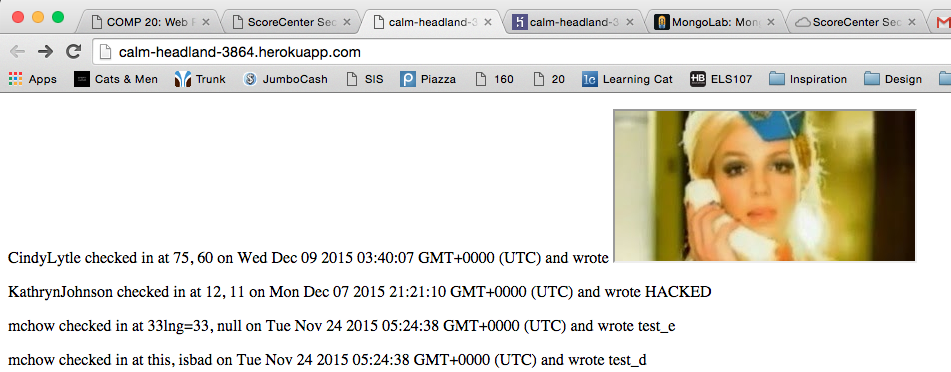 COMP 20: Web
ScoreCenter Sec
calm-headland-3
calm-headland-3
MongoLab: Mong
ScoreCenter Sec
calm-headland-3864.herokuapp.com
Apps Cats & Men Trunk JumboCash SIS Piazza 160 20 Learning Cat ELS107 Inspiration Design
CindyLytle checked in at 75, 60 on Wed Dec 09 2015 03:40:07 GMT+0000 (UTC) and wrote
KathrynJohnson checked in at 12, 11 on Mon Dec 07 2015 21:21:10 GMT+0000 (UTC) and wrote HACKED
mchow checked in at 33lng=33, null on Tue Nov 24 2015 05:24:38 GMT+0000 (UTC) and wrote test_e
mchow checked in at this, isbad on Tue Nov 24 2015 05:24:38 GMT+0000 (UTC) and wrote test_d